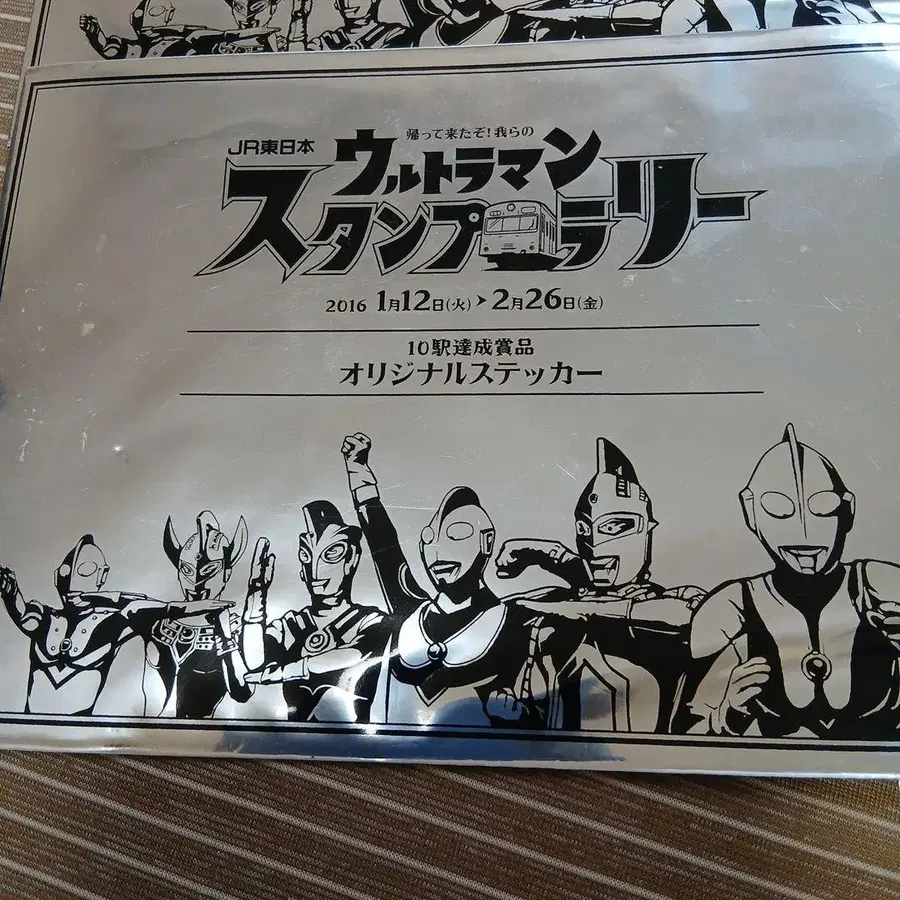 帰って来たぞ!我らの
JR東日本
ウルトラマン
スタンプラリー
2016 1月12日(火)➤2月26日(金)
10駅達成賞品
オリジナルステッカー